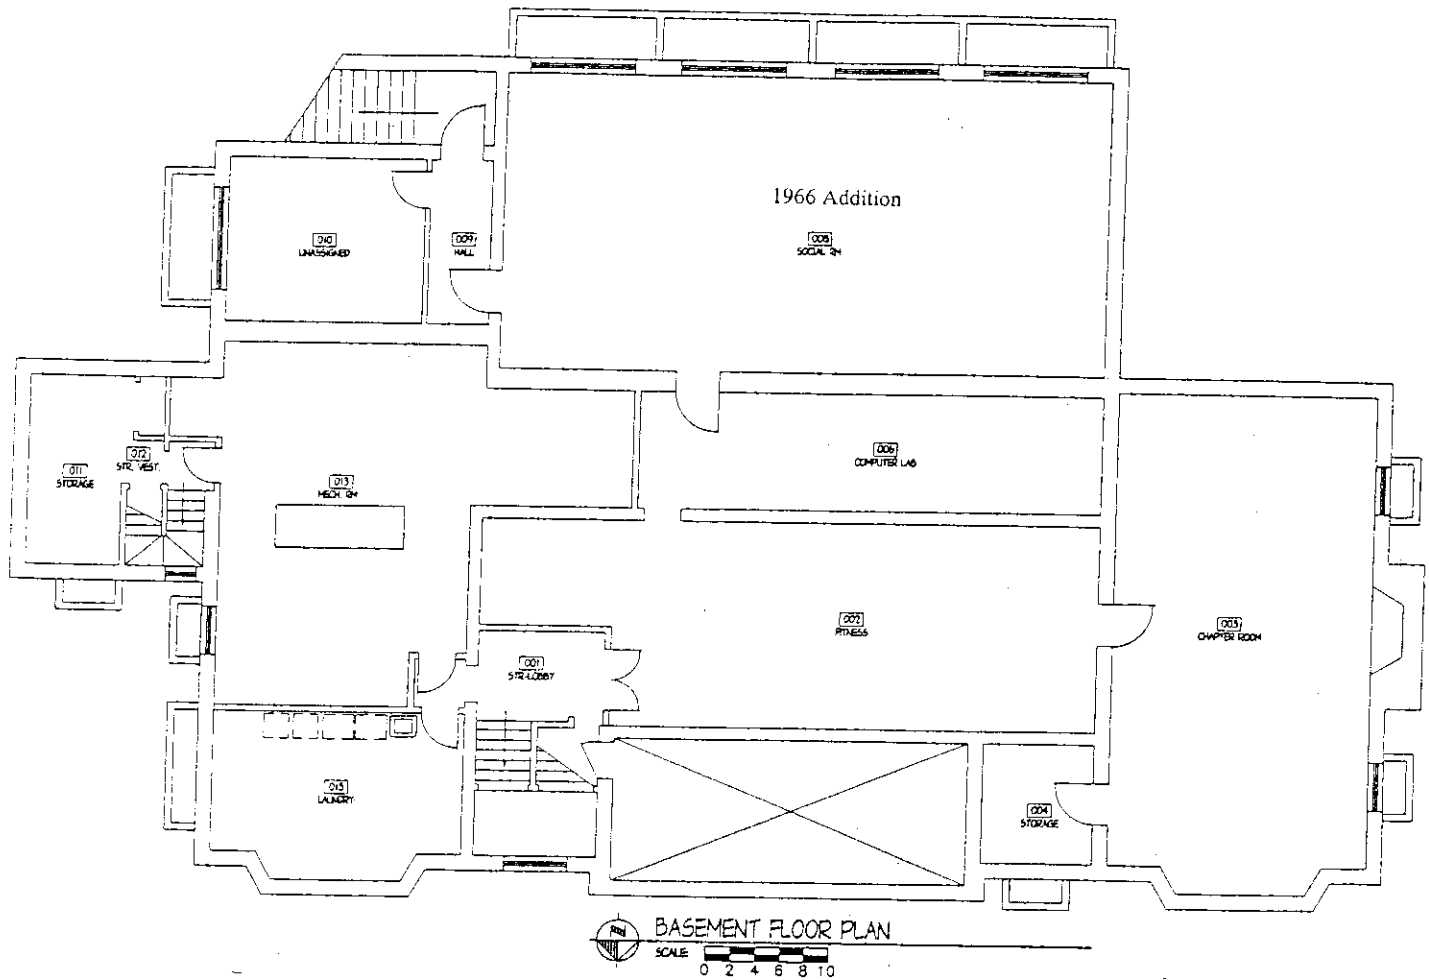 1966 Addition
010
UNASSIGNED
009
HALL
008
SOCIAL RM
006
COMPUTER LAB
011
STORAGE
012
STR. VEST.
013
MECH. RM
001
STR-LOBBY
002
FITNESS
003
CHAPTER ROOM
015
LAUNDRY
004
STORAGE
BASEMENT FLOOR PLAN
SCALE
0 2 4 6 8 10